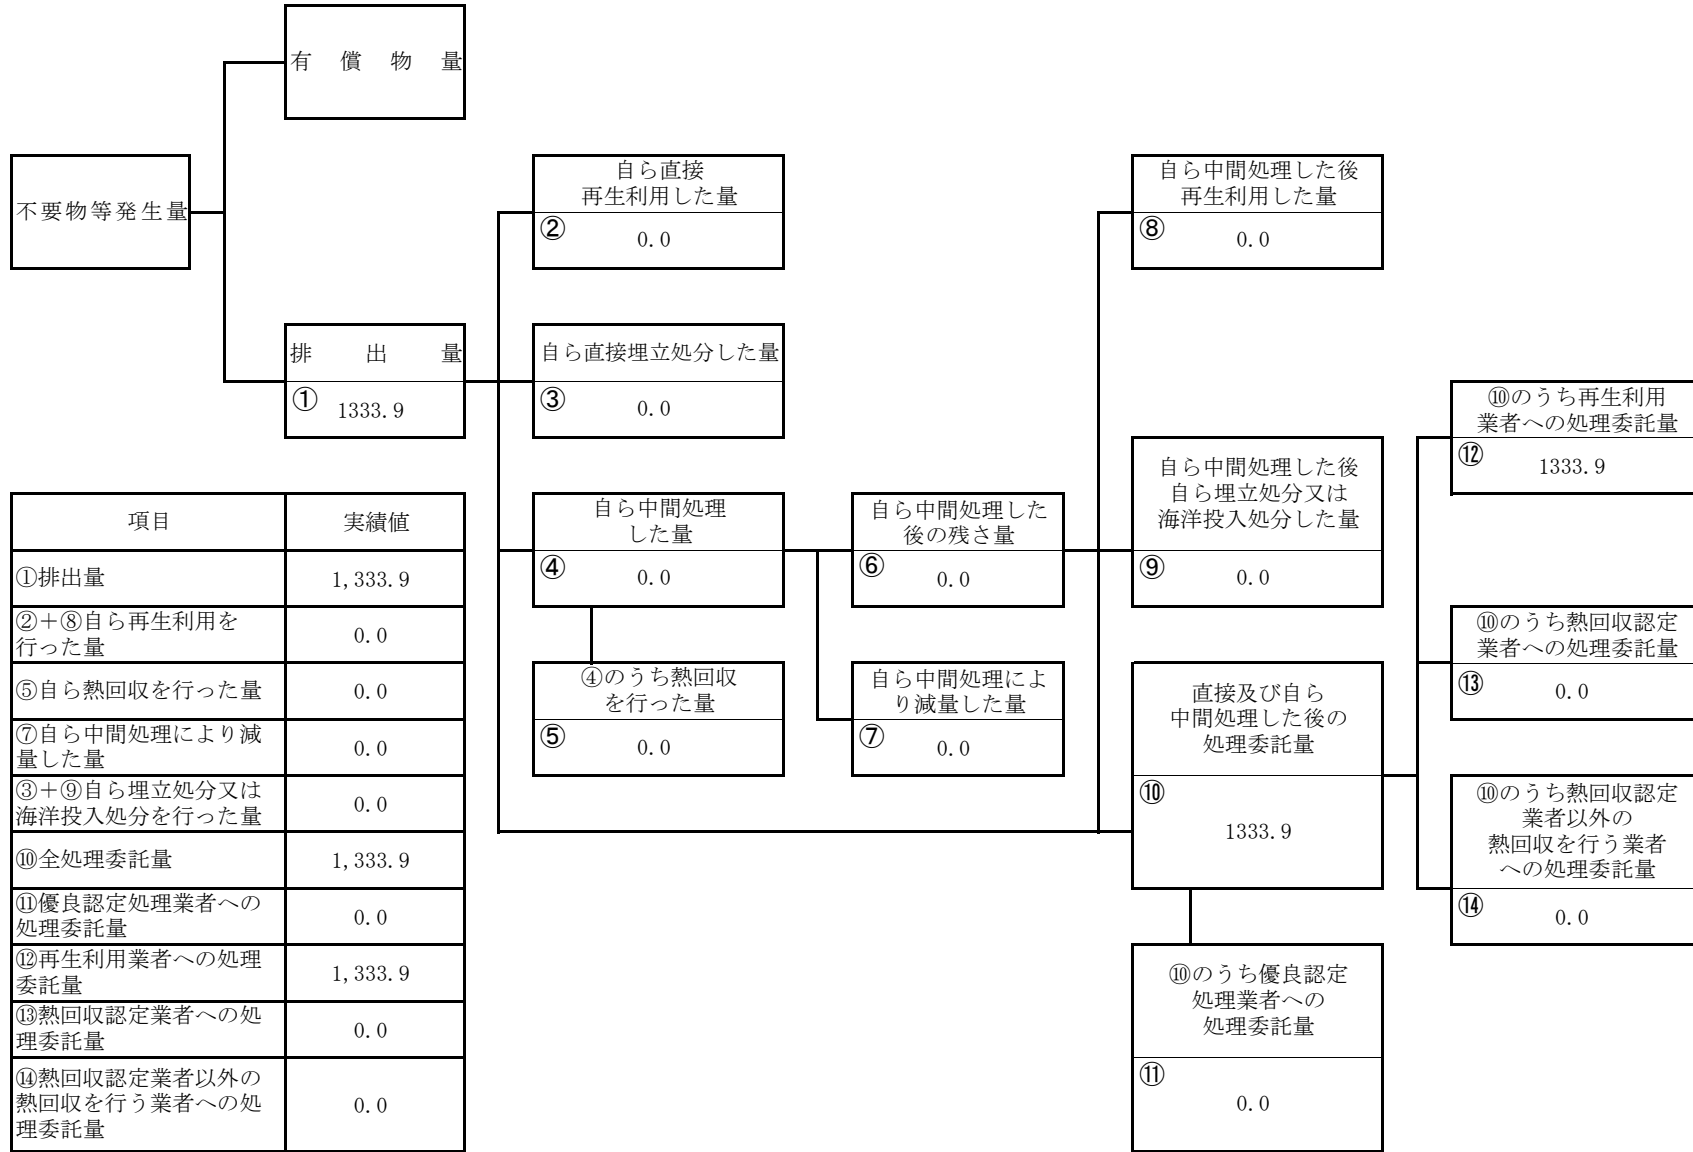 有償物量
不要物等発生量
排出量
① 1333.9
自ら直接
再生利用した量
② 0.0
自ら直接埋立処分した量
③ 0.0
自ら中間処理
した量
④ 0.0
④のうち熱回収
を行った量
⑤ 0.0
自ら中間処理した
後の残さ量
⑥ 0.0
自ら中間処理によ
り減量した量
⑦ 0.0
自ら中間処理した後
再生利用した量
⑧ 0.0
自ら中間処理した後
自ら埋立処分又は
海洋投入処分した量
⑨ 0.0
直接及び自ら
中間処理した後の
処理委託量
⑩
1333.9
⑩のうち優良認定
処理業者への
処理委託量
⑪
0.0
⑩のうち再生利用
業者への処理委託量
⑫ 1333.9
⑩のうち熱回収認定
業者への処理委託量
⑬ 0.0
⑩のうち熱回収認定
業者以外の
熱回収を行う業者
への処理委託量
⑭ 0.0
項目 実績値
①排出量 1,333.9
②＋⑧自ら再生利用を
行った量 0.0
⑤自ら熱回収を行った量 0.0
⑦自ら中間処理により減
量した量 0.0
③＋⑨自ら埋立処分又は
海洋投入処分を行った量 0.0
⑩全処理委託量 1,333.9
⑪優良認定処理業者への
処理委託量 0.0
⑫再生利用業者への処理
委託量 1,333.9
⑬熱回収認定業者への処
理委託量 0.0
⑭熱回収認定業者以外の
熱回収を行う業者への処
理委託量 0.0